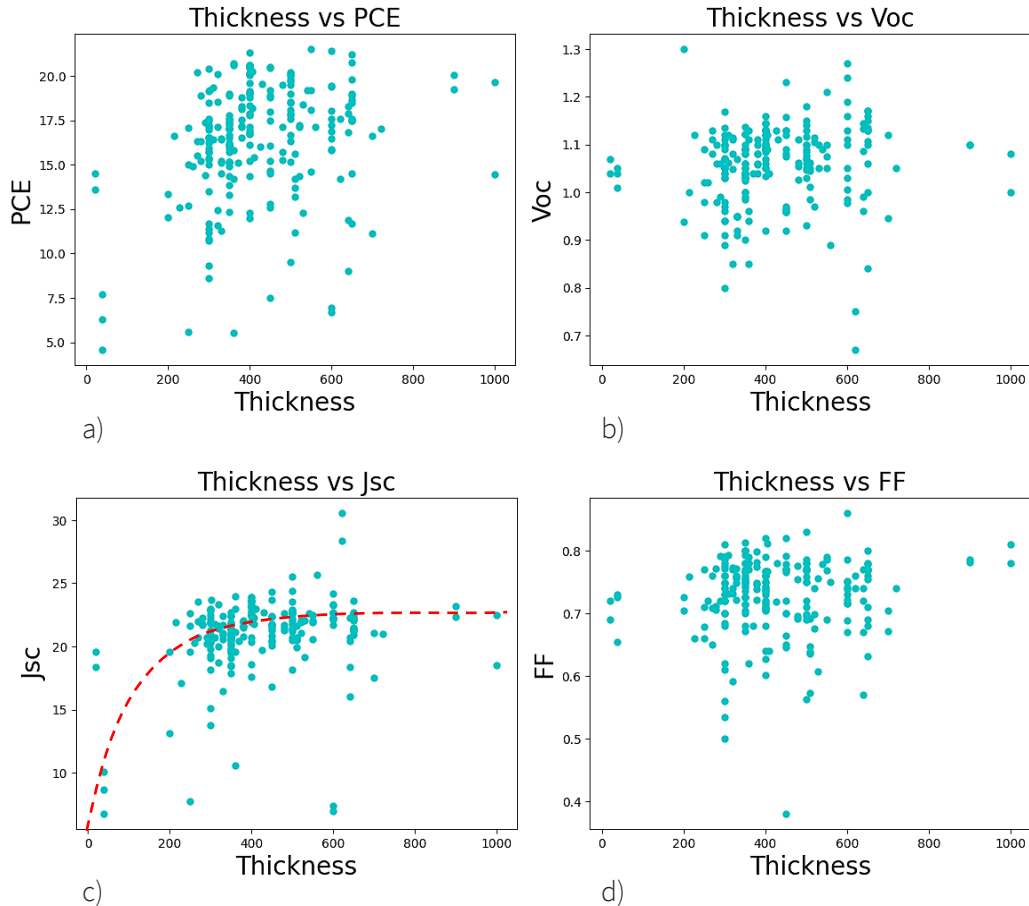 Thickness vs PCE
PCE
20.0
17.5
15.0
12.5
10.0
7.5
5.0
0 200 400 600 800 1000
Thickness
a)
Thickness vs Voc
Voc
1.3
1.2
1.1
1.0
0.9
0.8
0.7
0 200 400 600 800 1000
Thickness
b)
Thickness vs Jsc
Jsc
30
25
20
15
10
0 200 400 600 800 1000
Thickness
c)
Thickness vs FF
FF
0.8
0.7
0.6
0.5
0.4
0 200 400 600 800 1000
Thickness
d)